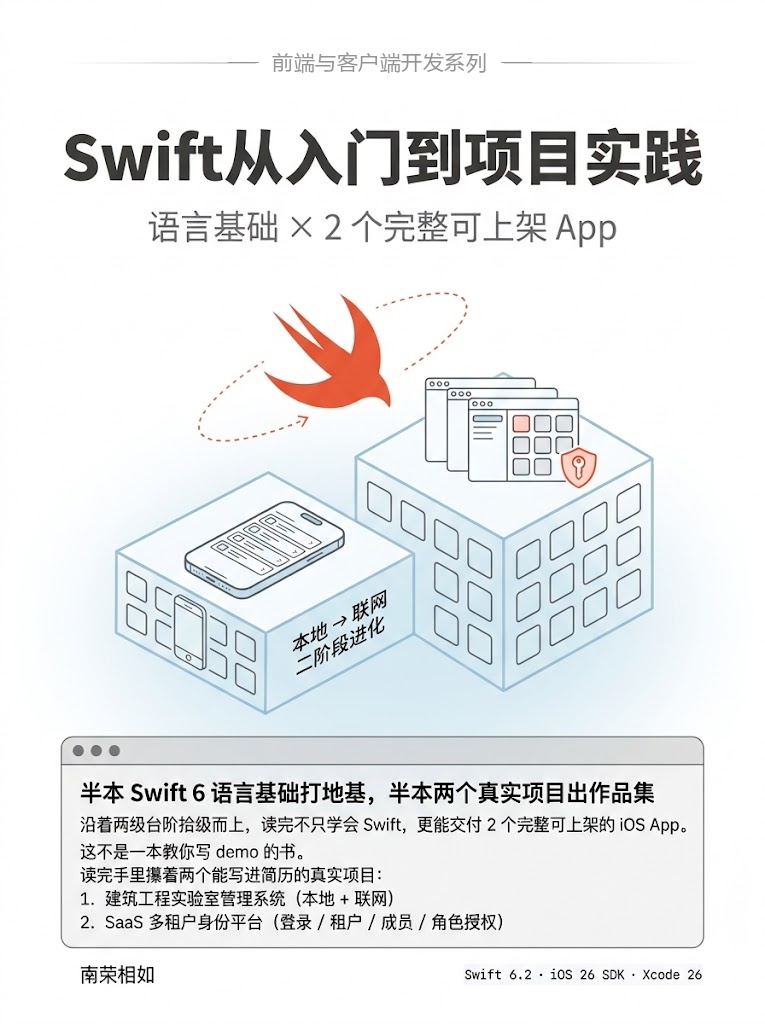 前端与客户端开发系列
Swift从入门到项目实践
语言基础 × 2 个完整可上架 App
本地 → 联网
二阶段进化
半本 Swift 6 语言基础打地基，半本两个真实项目出作品集
沿着两级台阶拾级而上，读完不只学会 Swift，更能交付 2 个完整可上架的 iOS App。
这不是一本教你写 demo 的书。
读完手里攥着两个能写进简历的真实项目：
1. 建筑工程实验室管理系统（本地 + 联网）
2. SaaS 多租户身份平台（登录 / 租户 / 成员 / 角色授权）
南荣相如
Swift 6.2 · iOS 26 SDK · Xcode 26